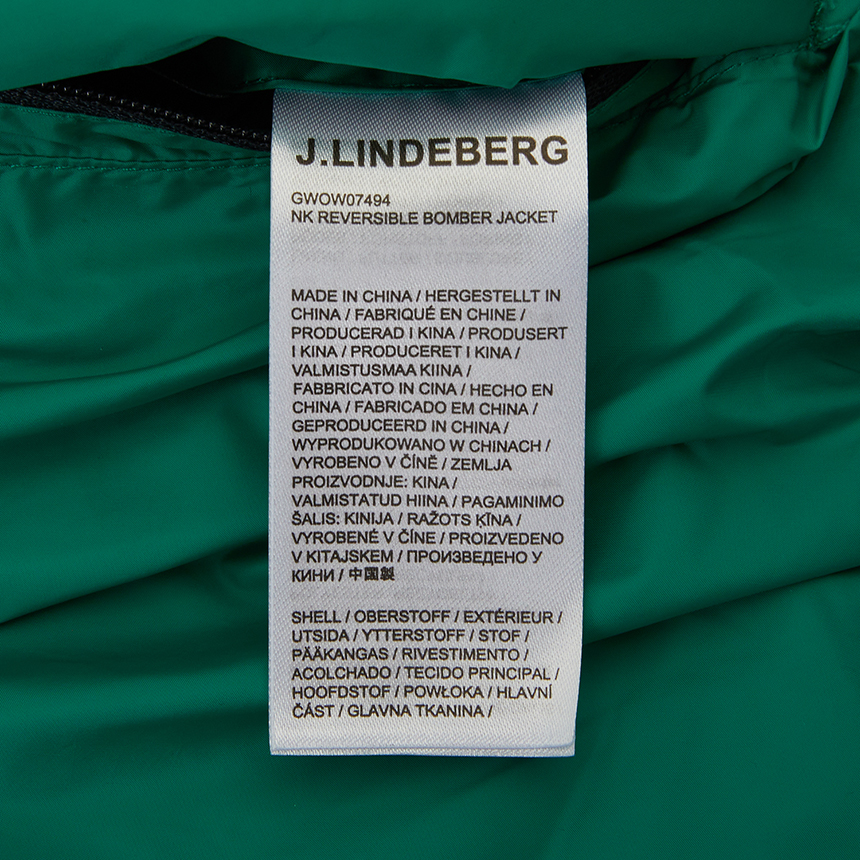 J.LINDEBERG
GWOW07494
NK REVERSIBLE BOMBER JACKET
MADE IN CHINA / HERGESTELLT IN
CHINA / FABRIQUÉ EN CHINE /
PRODUCERAD I KINA / PRODUSERT
I KINA / PRODUCERET I KINA /
VALMISTUSMAA KIINA /
FABBRICATO IN CINA / HECHO EN
CHINA / FABRICADO EM CHINA /
GEPRODUCEERD IN CHINA /
WYPRODUKOWANO W CHINACH /
VYROBENO V ČÍNĚ / ZEMLJA
PROIZVODNJE: KINA /
VALMISTATUD HIINA / PAGAMINIMO
ŠALIS: KINIJA / RAŽOTS ĶĪNA /
VYROBENÉ V ČÍNE / PROIZVEDENO
V KITAJSKEM / ПРОИЗВЕДЕНО У
КИНИ / 中國製
SHELL / OBERSTOFF / EXTÉRIEUR /
UTSIDA / YTTERSTOFF / STOF /
PÄÄKANGAS / RIVESTIMENTO /
ACOLCHADO / TECIDO PRINCIPAL /
HOOFDSTOF / POWŁOKA / HLAVNÍ
ČÁST / GLAVNA TKANINA /